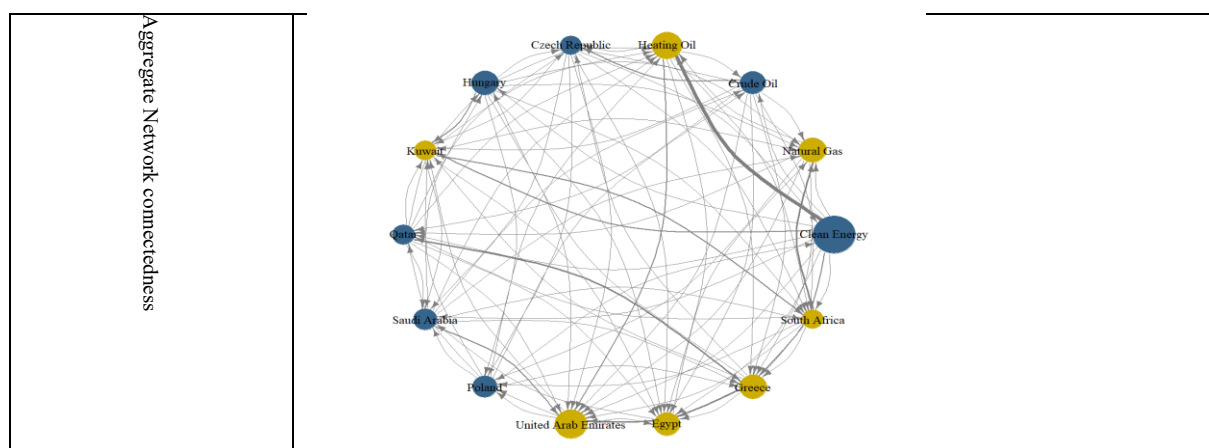 Aggregate Network connectedness
Czech Republic
Heating Oil
Hungary
Crude Oil
Kuwait
Natural Gas
Qatar
Clean Energy
Saudi Arabia
South Africa
Poland
Greece
United Arab Emirates
Egypt